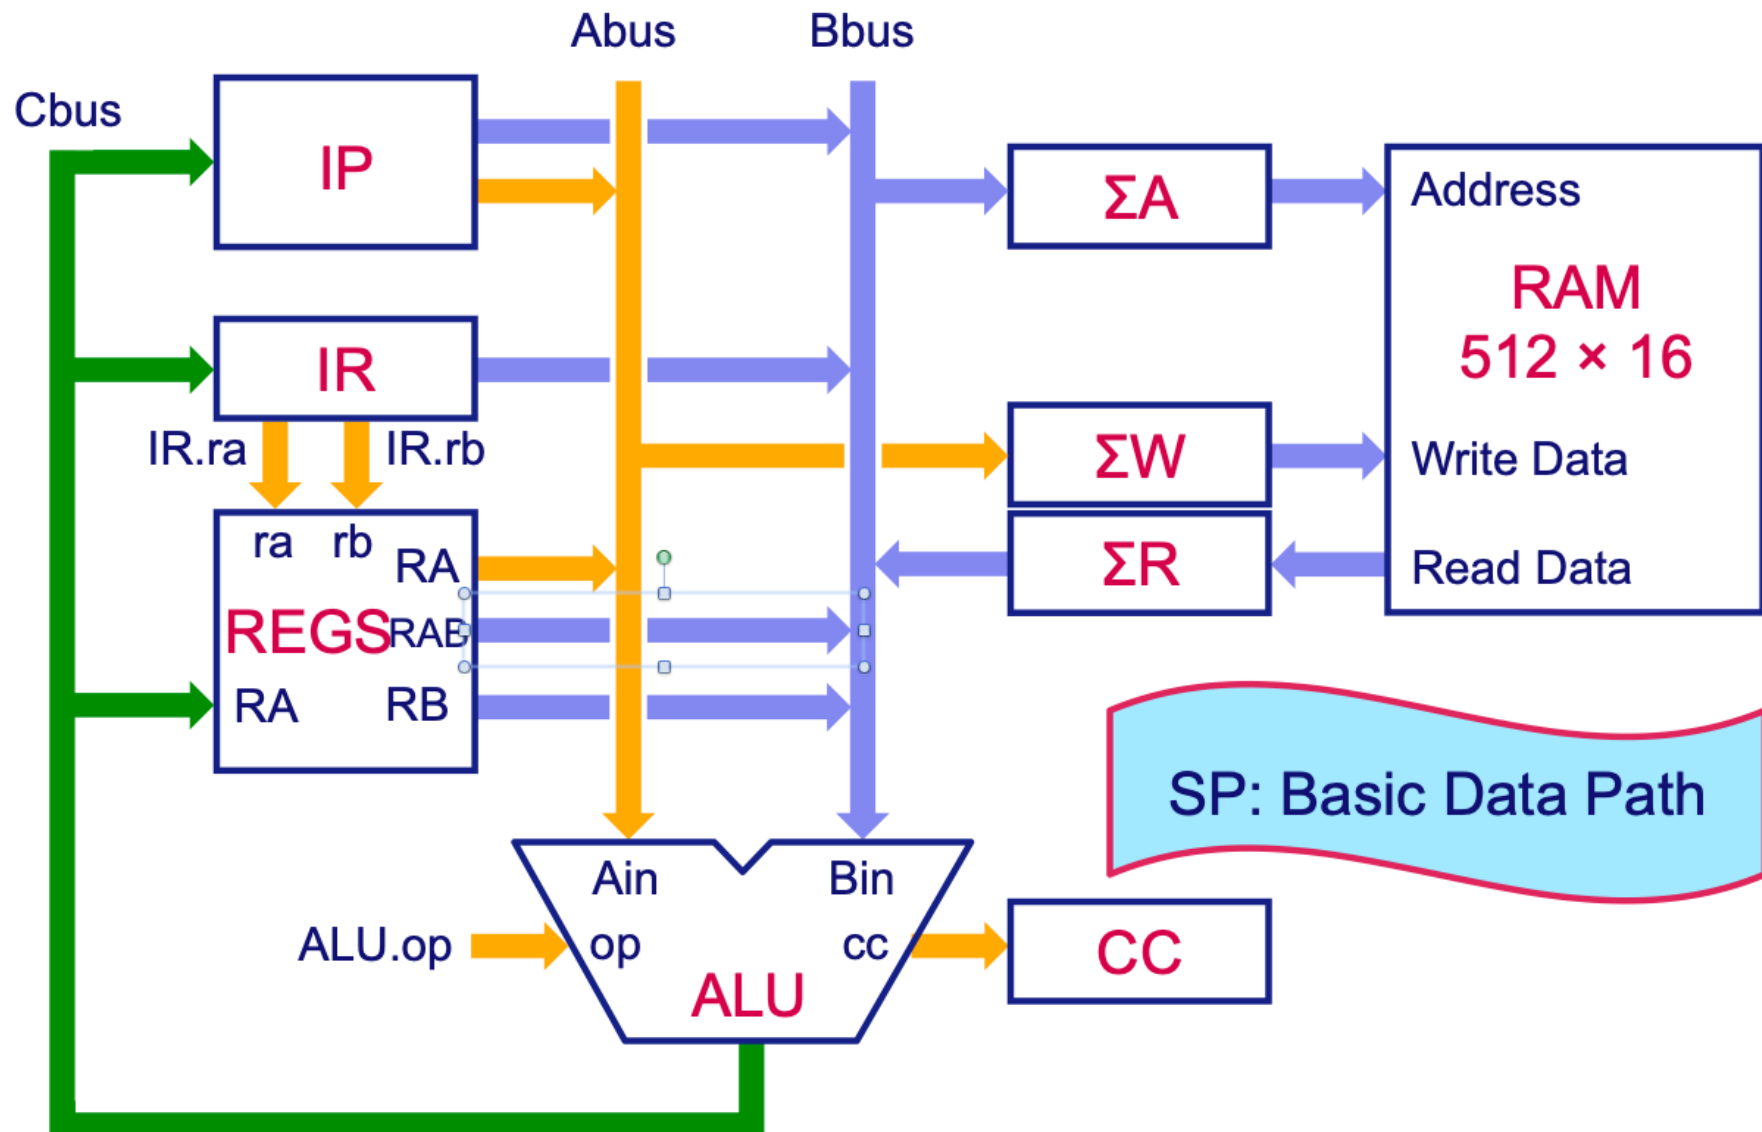 Abus
Bbus
Cbus
IP
ΣA
Address
RAM
512 × 16
IR
IR.ra
IR.rb
ΣW
Write Data
ra
rb
RA
ΣR
Read Data
REGS
RAB
RA
RB
SP: Basic Data Path
Ain
Bin
ALU.op
op
cc
CC
ALU